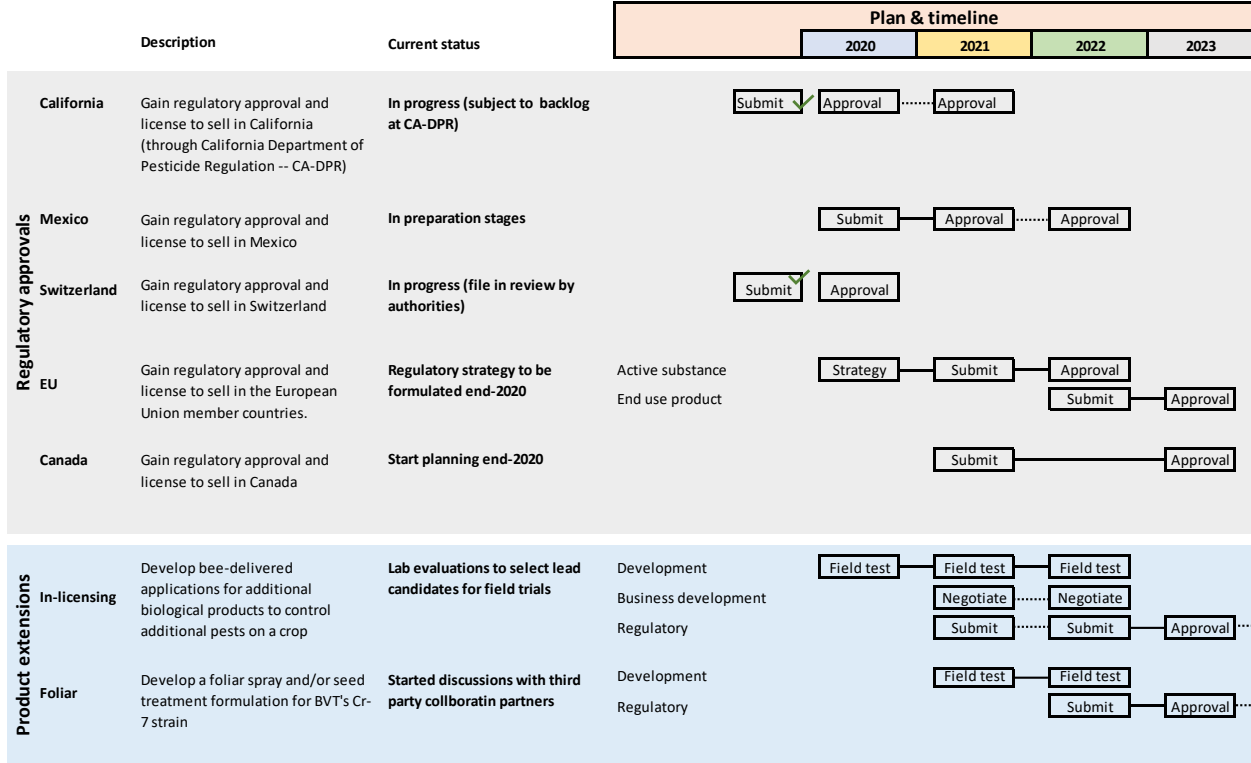 Plan & timeline
Description
Current status
2020
2021
2022
2023
Regulatory approvals
California
Gain regulatory approval and
license to sell in California
(through California Department of
Pesticide Regulation -- CA-DPR)
In progress (subject to backlog
at CA-DPR)
Submit
Approval
Approval
Mexico
Gain regulatory approval and
license to sell in Mexico
In preparation stages
Submit
Approval
Approval
Switzerland
Gain regulatory approval and
license to sell in Switzerland
In progress (file in review by
authorities)
Submit
Approval
EU
Gain regulatory approval and
license to sell in the European
Union member countries.
Regulatory strategy to be
formulated end-2020
Active substance
Strategy
Submit
Approval
End use product
Submit
Approval
Canada
Gain regulatory approval and
license to sell in Canada
Start planning end-2020
Submit
Approval
Product extensions
In-licensing
Develop bee-delivered
applications for additional
biological products to control
additional pests on a crop
Lab evaluations to select lead
candidates for field trials
Development
Field test
Field test
Field test
Business development
Negotiate
Negotiate
Regulatory
Submit
Submit
Approval
Foliar
Develop a foliar spray and/or seed
treatment formulation for BVT's Cr-
7 strain
Started discussions with third
party collboratin partners
Development
Field test
Field test
Regulatory
Submit
Approval